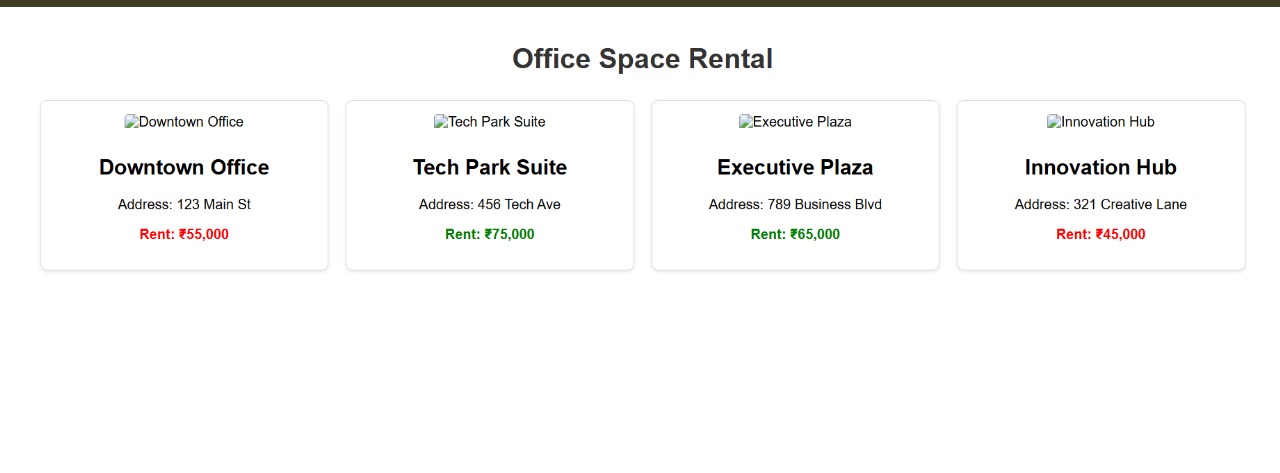 Office Space Rental
Downtown Office
Downtown Office
Address: 123 Main St
Rent: ₹55,000
Tech Park Suite
Tech Park Suite
Address: 456 Tech Ave
Rent: ₹75,000
Executive Plaza
Executive Plaza
Address: 789 Business Blvd
Rent: ₹65,000
Innovation Hub
Innovation Hub
Address: 321 Creative Lane
Rent: ₹45,000